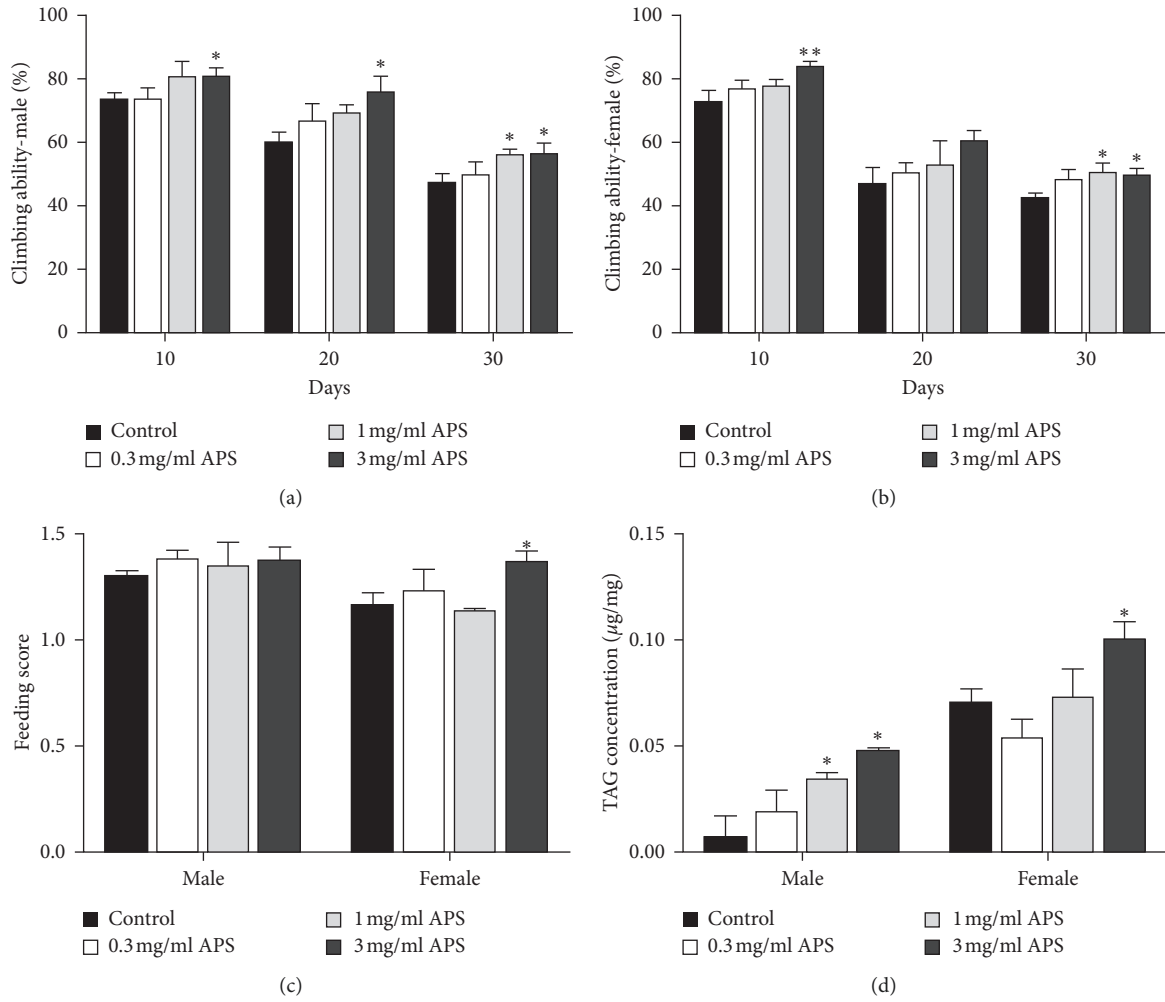 Climbing ability-male (%)
100
80
60
40
20
0
*
*
*
*
10
20
30
Days
Control
0.3 mg/ml APS
1 mg/ml APS
3 mg/ml APS
(a)
Climbing ability-female (%)
100
80
60
40
20
0
**
*
*
10
20
30
Days
Control
0.3 mg/ml APS
1 mg/ml APS
3 mg/ml APS
(b)
Feeding score
1.5
1.0
0.5
0.0
*
Male
Female
Control
0.3 mg/ml APS
1 mg/ml APS
3 mg/ml APS
(c)
TAG concentration (μg/mg)
0.15
0.10
0.05
0.00
*
*
*
Male
Female
Control
0.3 mg/ml APS
1 mg/ml APS
3 mg/ml APS
(d)